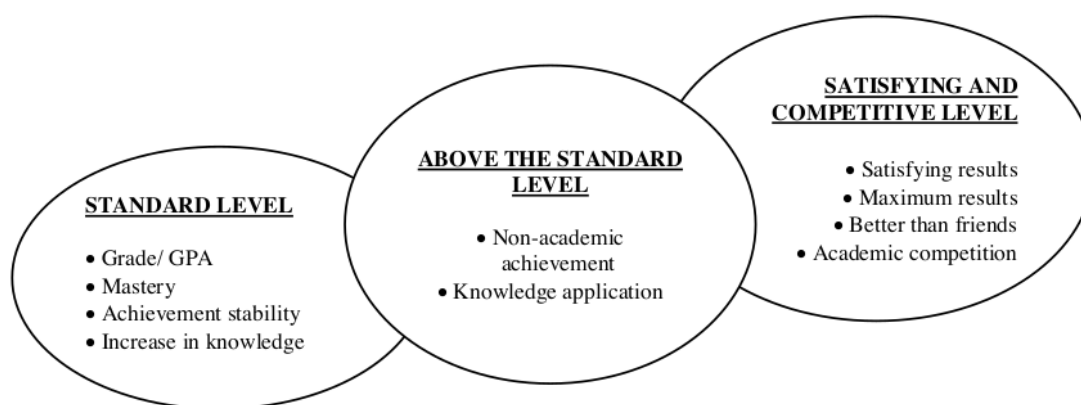 STANDARD LEVEL
• Grade/ GPA
• Mastery
• Achievement stability
• Increase in knowledge
ABOVE THE STANDARD
LEVEL
• Non-academic
achievement
• Knowledge application
SATISFYING AND
COMPETITIVE LEVEL
• Satisfying results
• Maximum results
• Better than friends
• Academic competition